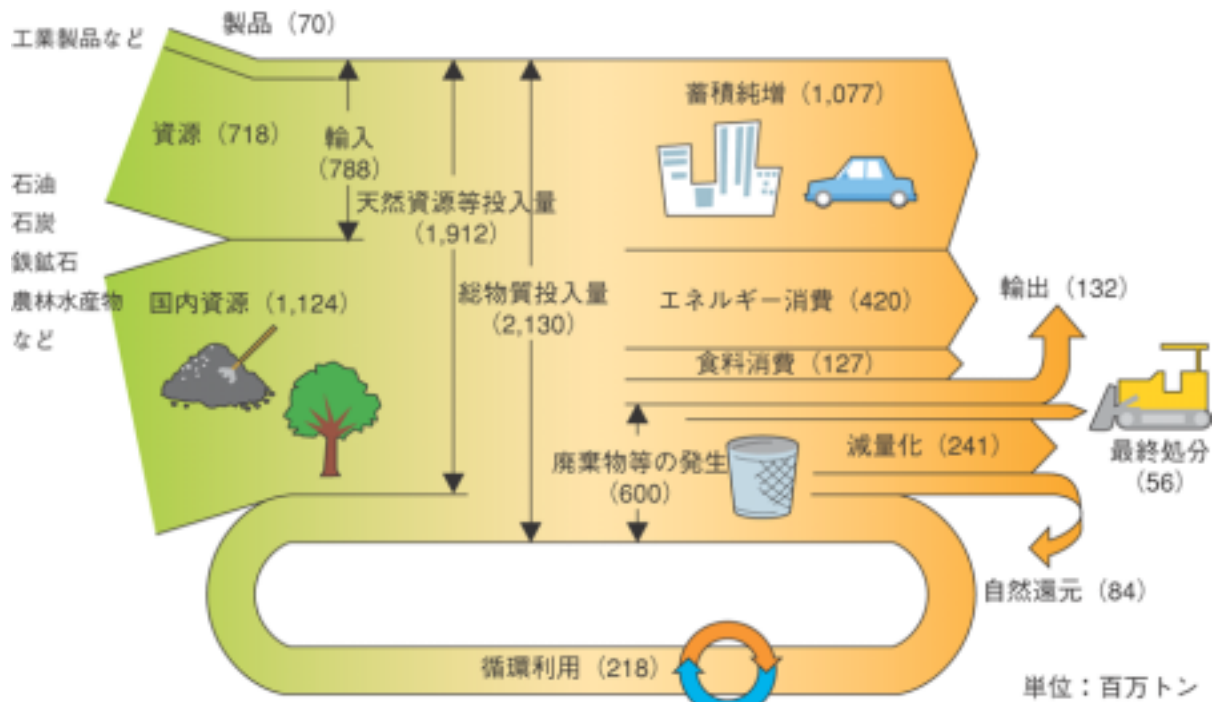 製品（70）
工業製品など
蓄積純増（1,077）
資源（718）
輸入
（788）
石油
石炭
鉄鉱石
農林水産物
など
天然資源等投入量
（1,912）
国内資源（1,124）
総物質投入量
（2,130）
エネルギー消費（420）
輸出（132）
食料消費（127）
減量化（241）
最終処分
（56）
廃棄物等の発生
（600）
自然還元（84）
循環利用（218）
単位：百万トン